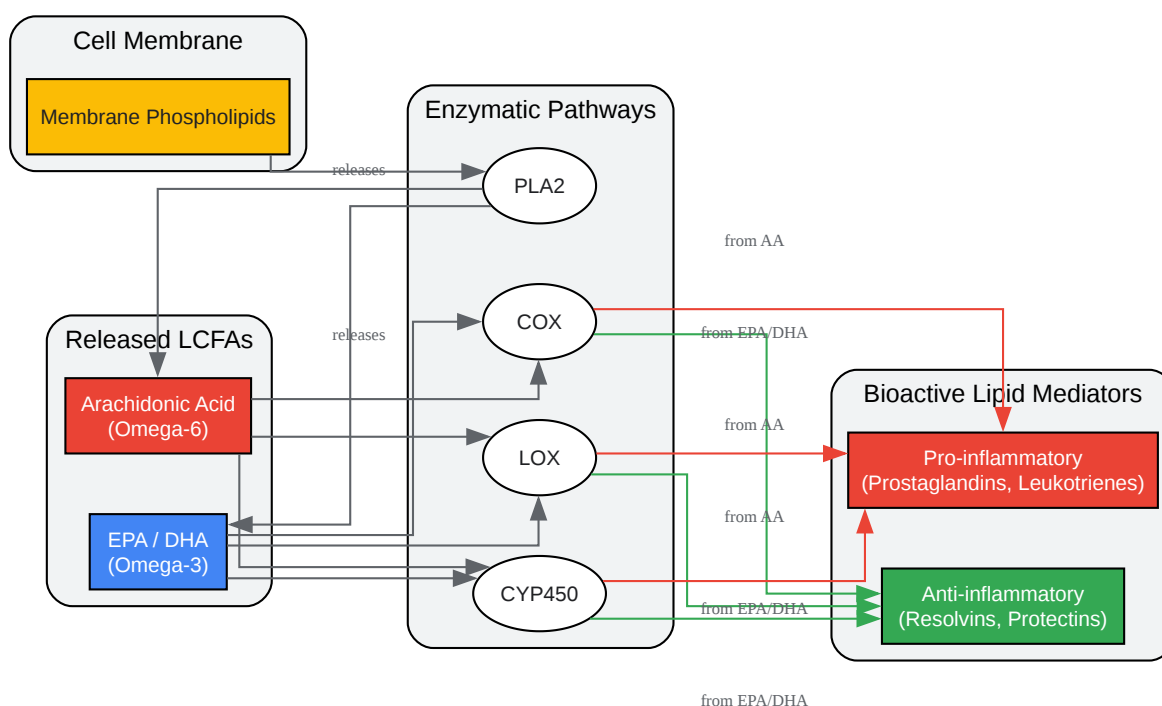 Cell Membrane
Membrane Phospholipids
Enzymatic Pathways
releases
PLA2
from AA
COX
from EPA/DHA
releases
Released LCFAs
Arachidonic Acid
(Omega-6)
Bioactive Lipid Mediators
from AA
LOX
Pro-inflammatory
(Prostaglandins, Leukotrienes)
from AA
EPA / DHA
(Omega-3)
CYP450
from EPA/DHA
Anti-inflammatory
(Resolvins, Protectins)
from EPA/DHA